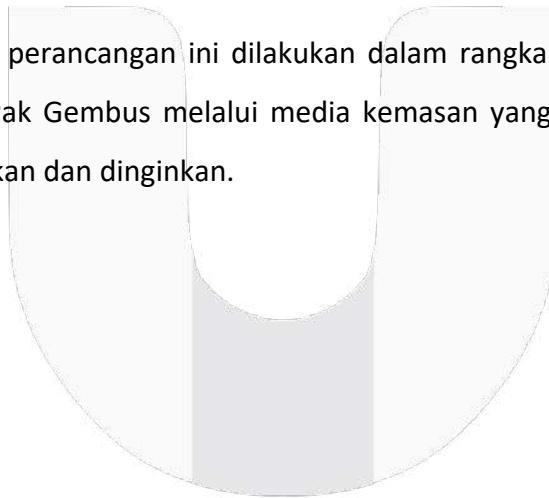 perancangan ini dilakukan dalam rangka
ak Gembus melalui media kemasan yang
kan dan dinginkan.